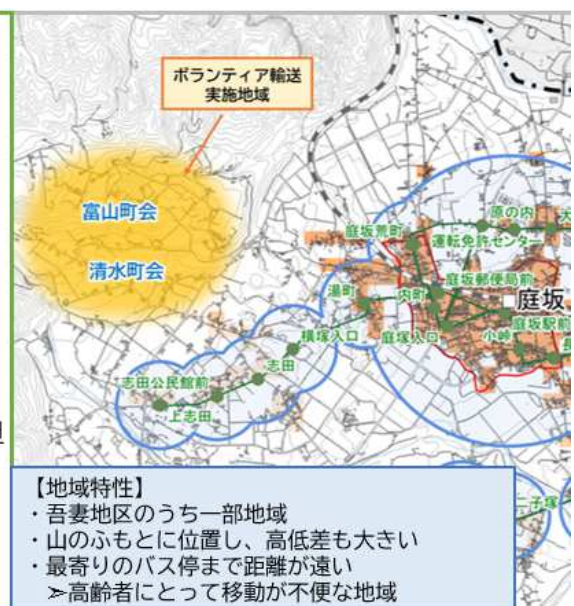 ボランティア輸送
実施地域
富山町会
清水町会
原の内
大
庭坂荒町
運転免許センター
庭坂郵便局前
湯町
内町
庭坂
庭坂駅前
横塚入口
庭塚入口
小峠
長
志田
志田公民館前
上志田
二子塚
【地域特性】
・吾妻地区のうち一部地域
・山のふもとに位置し、高低差も大きい
・最寄りのバス停まで距離が遠い
➢高齢者にとって移動が不便な地域